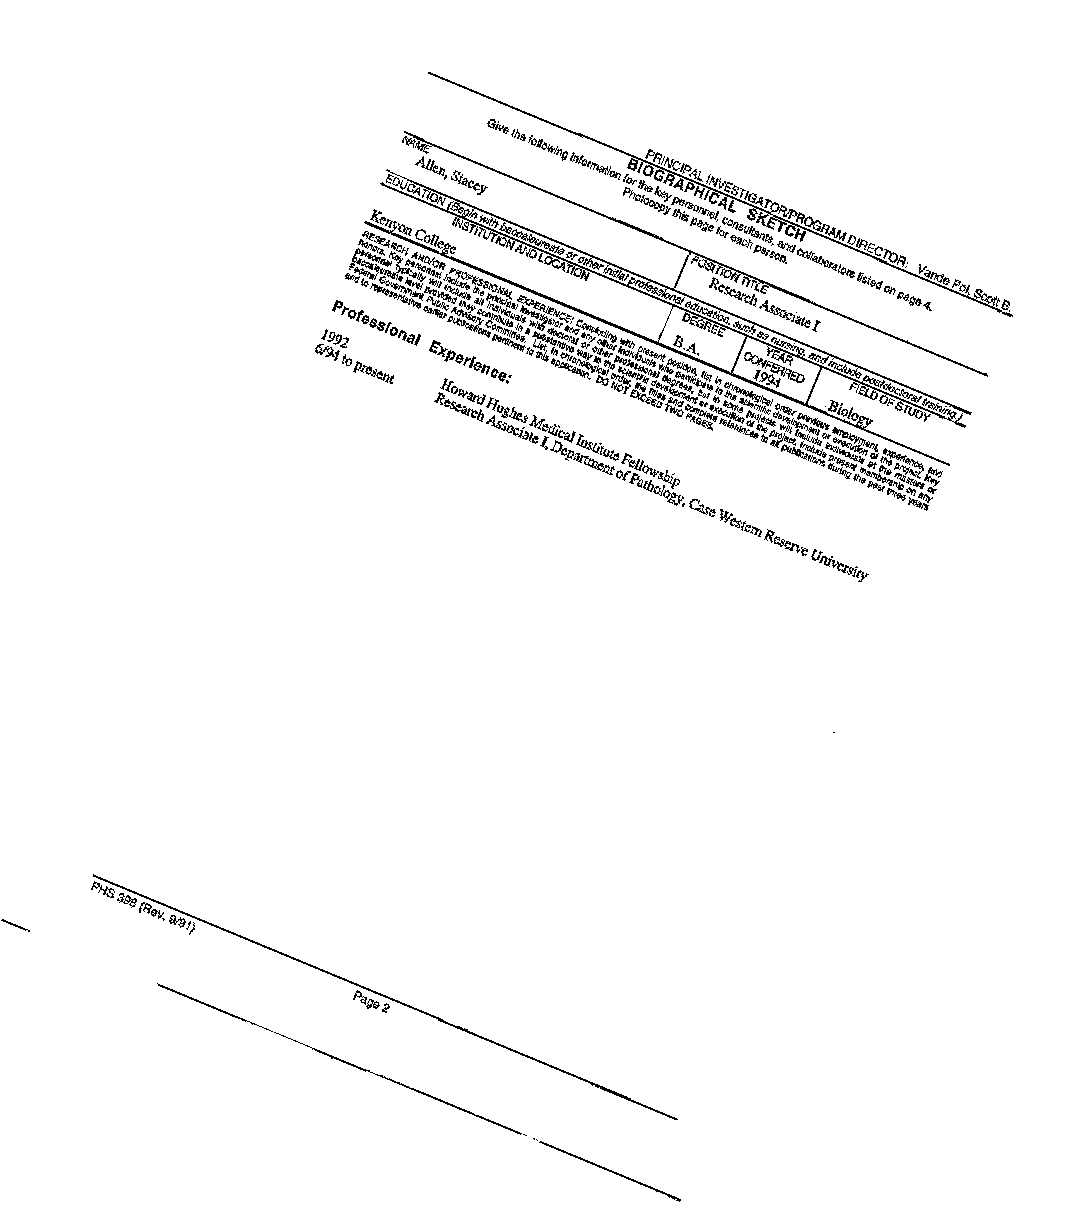 PRINCIPAL INVESTIGATOR/PROGRAM DIRECTOR: Vande Pol, Scott B.
BIOGRAPHICAL SKETCH
Give the following information for the key personnel, consultants, and collaborators listed on page 4.
Photocopy this page for each person.
NAME
Allen, Stacey
POSITION TITLE
Research Associate I
EDUCATION (Begin with baccalaureate or other initial professional education, such as nursing, and include postdoctoral training.)
INSTITUTION AND LOCATION
DEGREE
YEAR
CONFERRED
FIELD OF STUDY
Kenyon College
B.A.
1994
Biology
RESEARCH AND/OR PROFESSIONAL EXPERIENCE: Concluding with present position, list in chronological order previous employment, experience, and
honors. Key personnel include the principal investigator and any other individuals who participate in the scientific development or execution of the project. Key
personnel typically will include all individuals with doctoral or other professional degrees, but in some projects will include individuals at the masters or
baccalaureate level provided they contribute in a substantive way to the scientific development or execution of the project. Include present membership on any
Federal Government Public Advisory Committee. List, in chronological order, the titles and complete references to all publications during the past three years
and to representative earlier publications pertinent to this application. DO NOT EXCEED TWO PAGES.
Professional Experience:
1992
Howard Hughes Medical Institute Fellowship
6/94 to present
Research Associate I, Department of Pathology, Case Western Reserve University
PHS 398 (Rev. 9/91)
Page 2